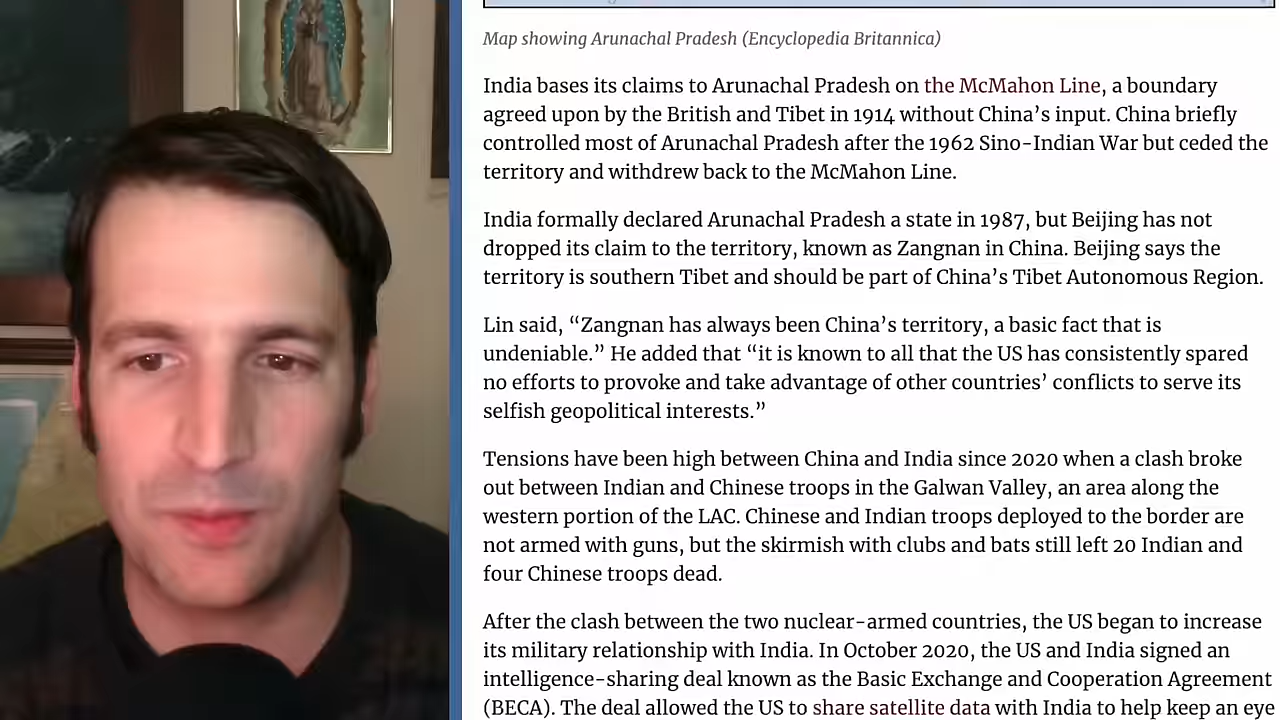 Map showing Arunachal Pradesh (Encyclopedia Britannica)
India bases its claims to Arunachal Pradesh on the McMahon Line, a boundary
agreed upon by the British and Tibet in 1914 without China’s input. China briefly
controlled most of Arunachal Pradesh after the 1962 Sino-Indian War but ceded the
territory and withdrew back to the McMahon Line.
India formally declared Arunachal Pradesh a state in 1987, but Beijing has not
dropped its claim to the territory, known as Zangnan in China. Beijing says the
territory is southern Tibet and should be part of China’s Tibet Autonomous Region.
Lin said, “Zangnan has always been China’s territory, a basic fact that is
undeniable.” He added that “it is known to all that the US has consistently spared
no efforts to provoke and take advantage of other countries’ conflicts to serve its
selfish geopolitical interests.”
Tensions have been high between China and India since 2020 when a clash broke
out between Indian and Chinese troops in the Galwan Valley, an area along the
western portion of the LAC. Chinese and Indian troops deployed to the border are
not armed with guns, but the skirmish with clubs and bats still left 20 Indian and
four Chinese troops dead.
After the clash between the two nuclear-armed countries, the US began to increase
its military relationship with India. In October 2020, the US and India signed an
intelligence-sharing deal known as the Basic Exchange and Cooperation Agreement
(BECA). The deal allowed the US to share satellite data with India to help keep an eye